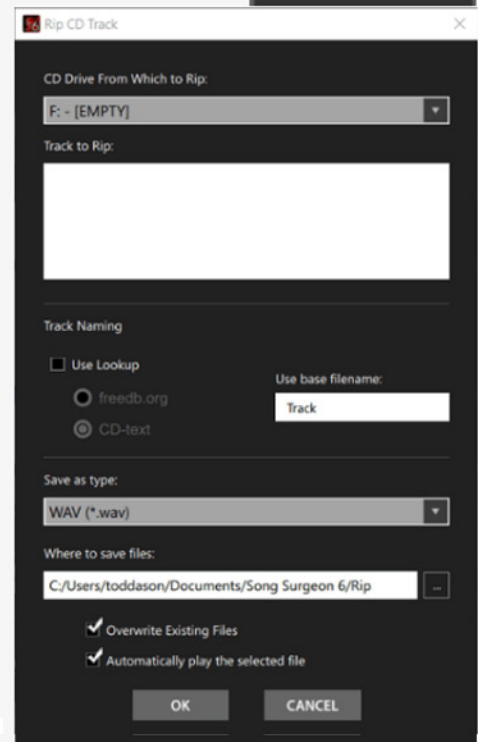 Rip CD Track
CD Drive From Which to Rip:
F: - [EMPTY]
Track to Rip:
Track Naming
Use Lookup
freedb.org
CD-text
Use base filename:
Track
Save as type:
WAV (*.wav)
Where to save files:
C:/Users/toddason/Documents/Song Surgeon 6/Rip
...
Overwrite Existing Files
Automatically play the selected file
OK
CANCEL